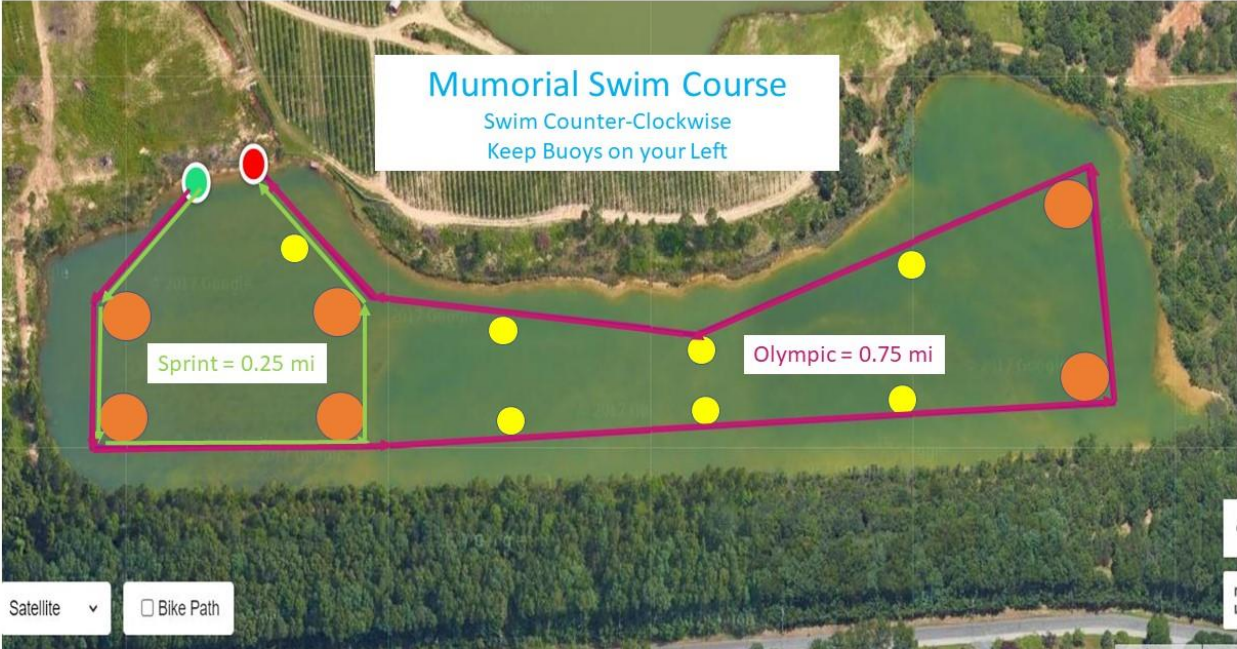 Mumorial Swim Course
Swim Counter-Clockwise
Keep Buoys on your Left
Sprint = 0.25 mi
Olympic = 0.75 mi
Satellite
Bike Path